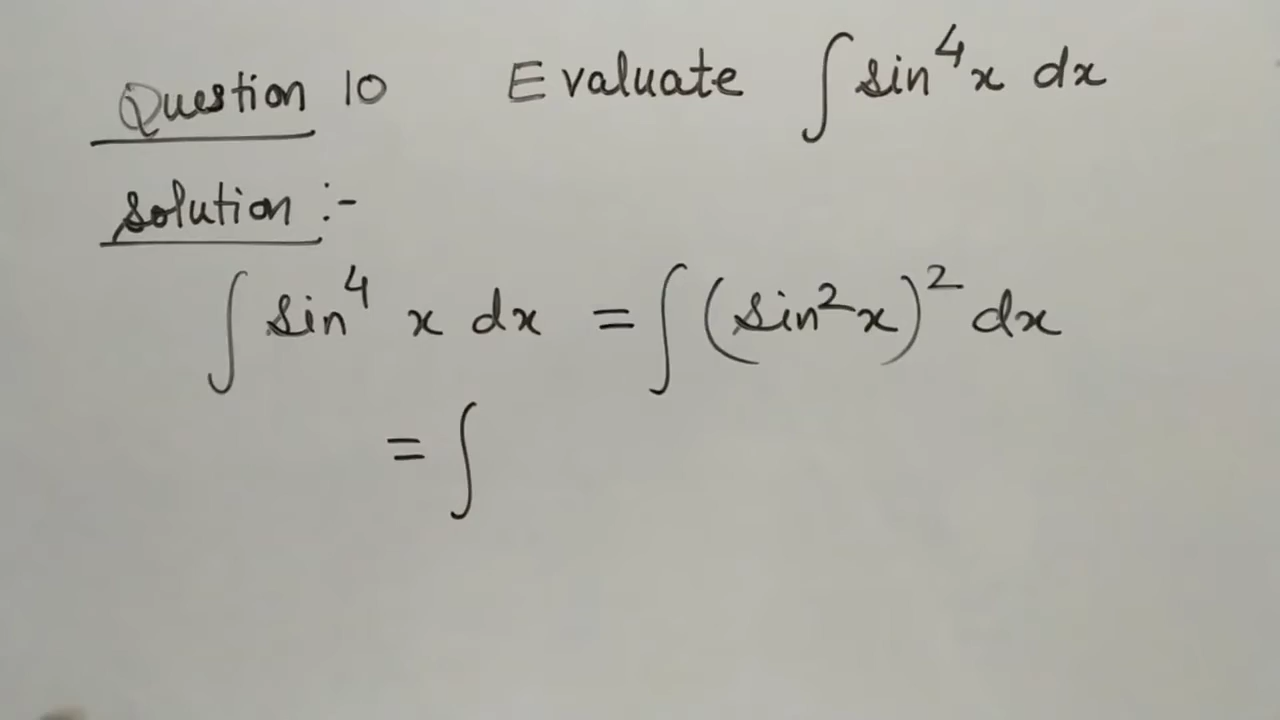 Question 10 Evaluate ∫ sin⁴x dx
Solution :-
∫ sin⁴ x dx = ∫ (sin²x)² dx
= ∫